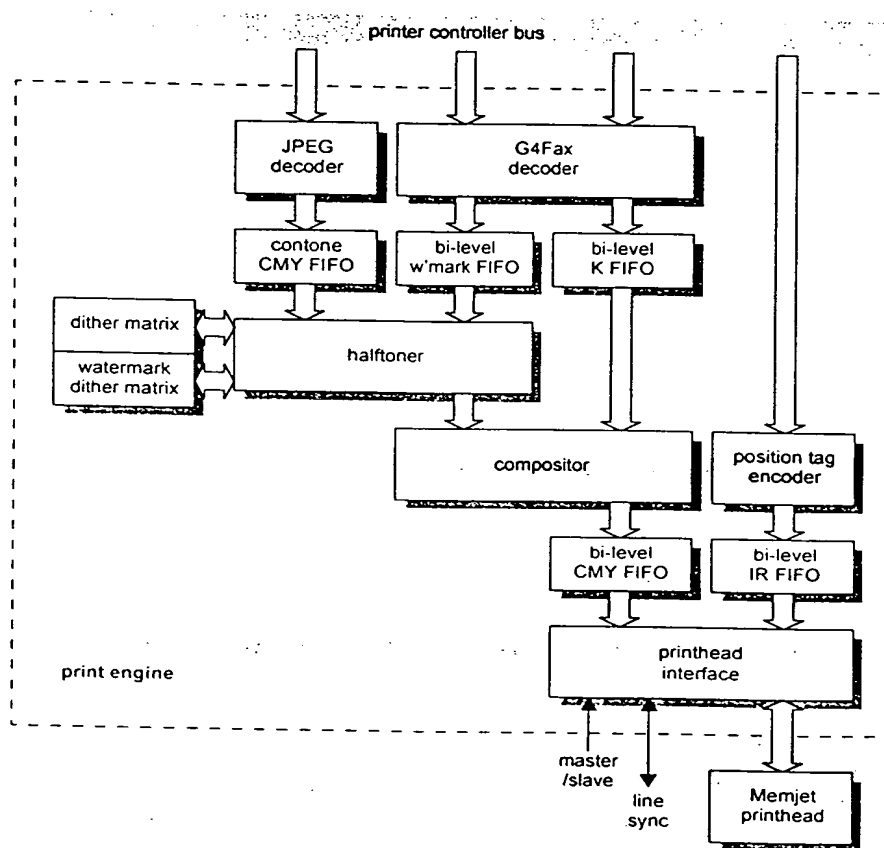 printer controller bus
JPEG
decoder
G4Fax
decoder
contone
CMY FIFO
bi-level
w'mark FIFO
bi-level
K FIFO
dither matrix
watermark
dither matrix
halftoner
compositor
position tag
encoder
bi-level
CMY FIFO
bi-level
IR FIFO
printhead
interface
print engine
master
/slave
line
sync
Memjet
printhead